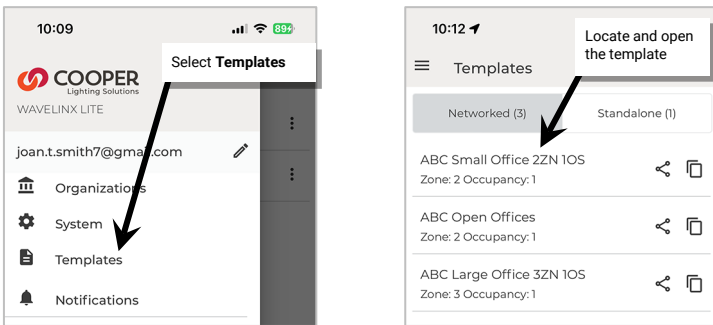 10:09
89
Select Templates
COOPER
Lighting Solutions
WAVELINX LITE
joan.t.smith7@gmail.com
Organizations
System
Templates
Notifications
10:12
Locate and open
the template
Templates
Networked (3)
Standalone (1)
ABC Small Office 2ZN 1OS
Zone: 2 Occupancy: 1
ABC Open Offices
Zone: 2 Occupancy: 1
ABC Large Office 3ZN 1OS
Zone: 3 Occupancy: 1